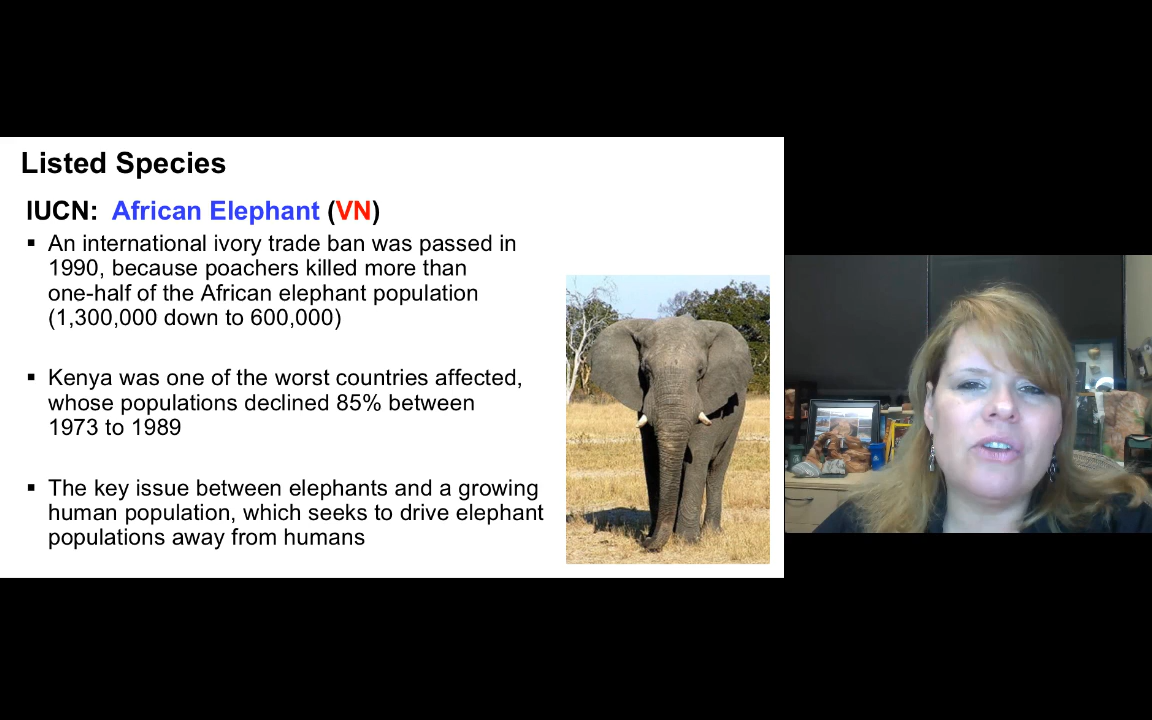 Listed Species
IUCN: African Elephant (VN)
▪ An international ivory trade ban was passed in
1990, because poachers killed more than
one-half of the African elephant population
(1,300,000 down to 600,000)
▪ Kenya was one of the worst countries affected,
whose populations declined 85% between
1973 to 1989
▪ The key issue between elephants and a growing
human population, which seeks to drive elephant
populations away from humans